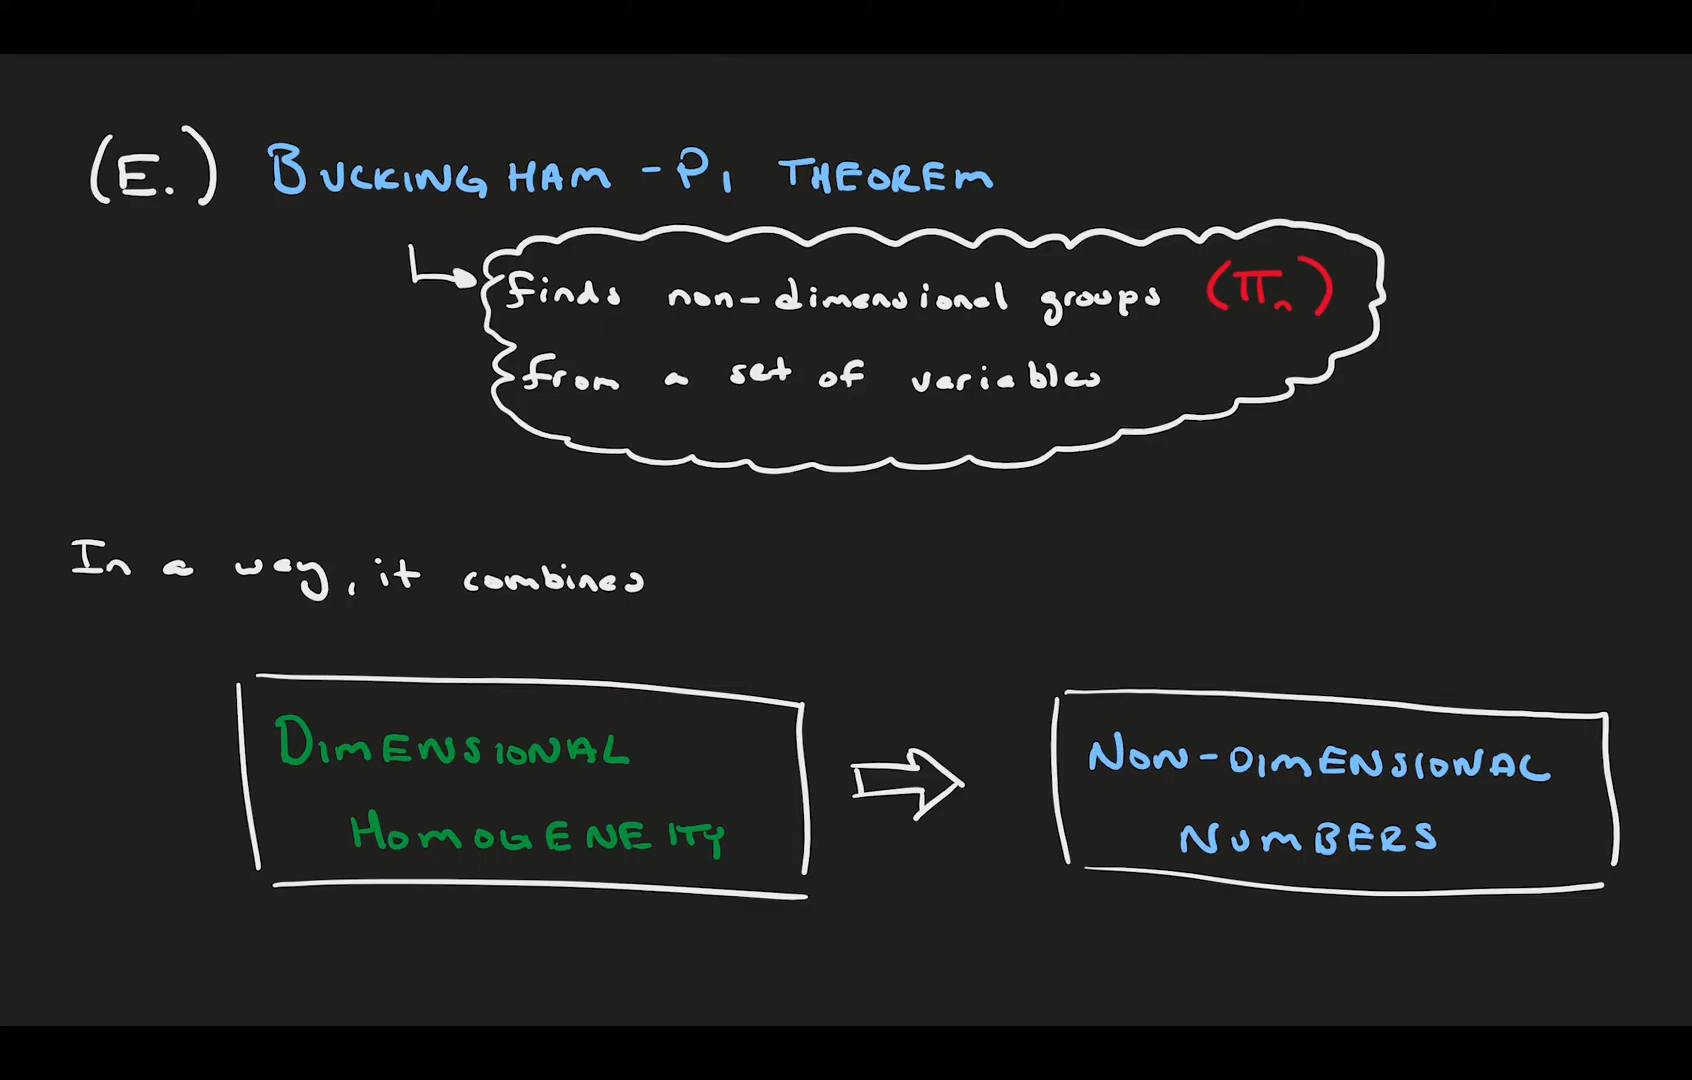 (E.) BUCKINGHAM-PI THEOREM
finds non-dimensional groups (πn)
from a set of variables
In a way, it combines
DIMENSIONAL
HOMOGENEITY
NON-DIMENSIONAL
NUMBERS